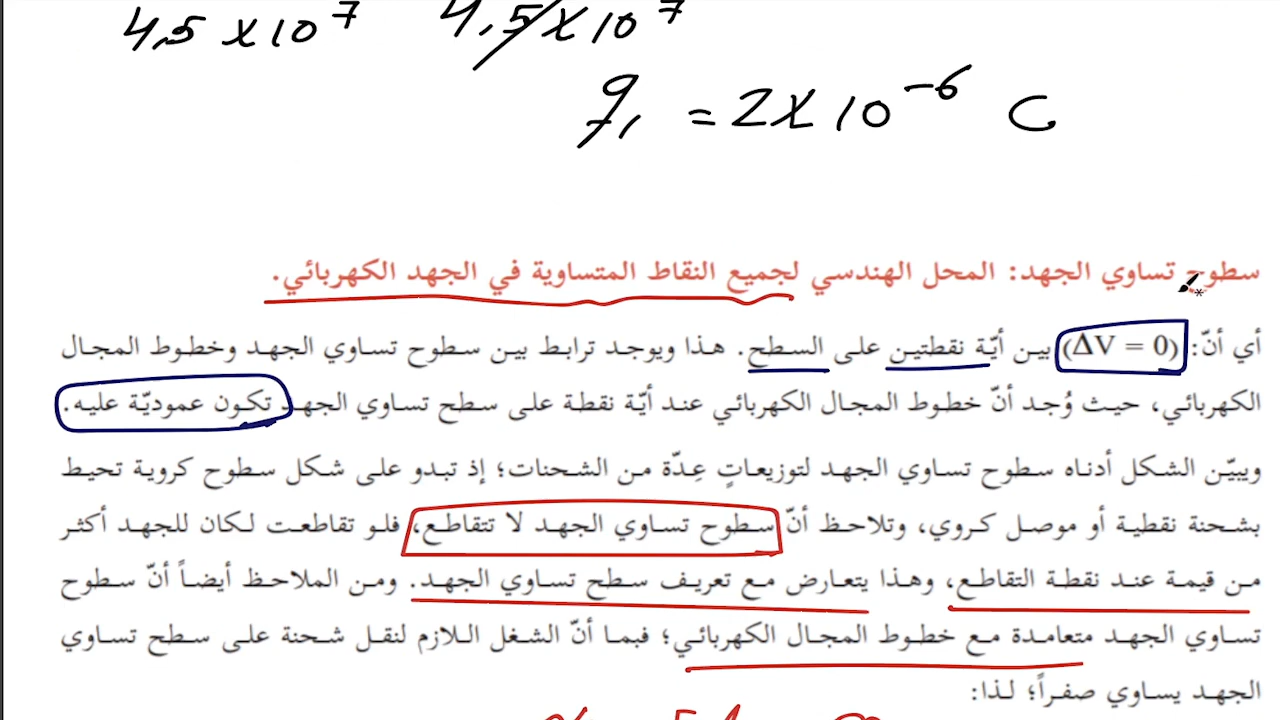 4,5 x 10⁷ 4,5 x 10⁷
q₁ = 2 x 10⁻⁶ C
سطوح تساوي الجهد: المحل الهندسي لجميع النقاط المتساوية في الجهد الكهربائي.
أي أنّ: (ΔV = 0) بين أيّة نقطتين على السطح. هذا ويوجد ترابط بين سطوح تساوي الجهد وخطوط المجال
الكهربائي، حيث وُجد أنّ خطوط المجال الكهربائي عند أيّة نقطة على سطح تساوي الجهد تكون عموديّة عليه.
ويبيّن الشكل أدناه سطوح تساوي الجهد لتوزيعاتٍ عِدّة من الشحنات؛ إذ تبدو على شكل سطوح كروية تحيط
بشحنة نقطية أو موصل كروي، وتلاحظ أنّ سطوح تساوي الجهد لا تتقاطع، فلو تقاطعت لكان للجهد أكثر
من قيمة عند نقطة التقاطع، وهذا يتعارض مع تعريف سطح تساوي الجهد. ومن الملاحظ أيضاً أنّ سطوح
تساوي الجهد متعامدة مع خطوط المجال الكهربائي؛ فبما أنّ الشغل اللازم لنقل شحنة على سطح تساوي
الجهد يساوي صفراً؛ لذا: